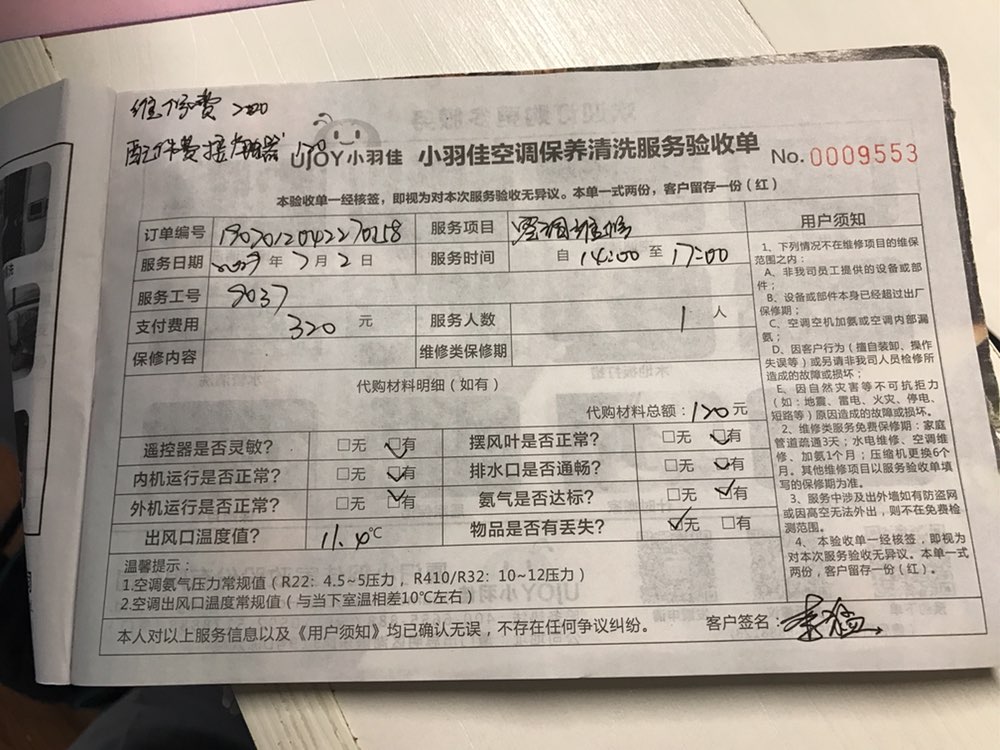 维修费 200
配件费接收器 120
UJOY小羽佳 小羽佳空调保养清洗服务验收单 No. 0009553
本验收单一经核签，即视为对本次服务验收无异议。本单一式两份，客户留存一份（红）
订单编号 服务项目 空调维修
服务日期 年 7 月 2 日 服务时间 自 14:00 至 17:00
服务工号 9037
支付费用 320 元 服务人数 1 人
保修内容 维修类保修期
代购材料明细（如有）
代购材料总额：120元
遥控器是否灵敏？ □无 □有 摆风叶是否正常？ □无 □有
内机运行是否正常？ □无 □有 排水口是否通畅？ □无 □有
外机运行是否正常？ □无 □有 氨气是否达标？ □无 □有
出风口温度值？ 11.4℃ 物品是否有丢失？ □无 □有
温馨提示：
1.空调氨气压力常规值（R22：4.5~5压力，R410/R32：10~12压力）
2.空调出风口温度常规值（与当下室温相差10℃左右）
本人对以上服务信息以及《用户须知》均已确认无误，不存在任何争议纠纷。 客户签名：
用户须知
1、下列情况不在维修项目的维保
范围之内：
A、非我司员工提供的设备或部
件；
B、设备或部件本身已经超过出厂
保修期；
C、空调空机加氨或空调内部漏
氨；
D、因客户行为（擅自装卸、操作
失误等）或另请非我司人员检修所
造成的故障或损坏；
E、因自然灾害等不可抗拒力
（如：地震、雷电、火灾、停电、
短路等）原因造成的故障或损坏。
2、维修类服务免费保修期：家庭
管道疏通3天；水电维修、空调维
修、加氨1个月；压缩机更换6个
月。其他维修项目以服务验收单填
写的保修期为准。
3、服务中涉及出外墙如有防盗网
或因高空无法外出，则不在免费检
测范围。
4、本验收单一经核签，即视为
对本次服务验收无异议。本单一式
两份，客户留存一份（红）。